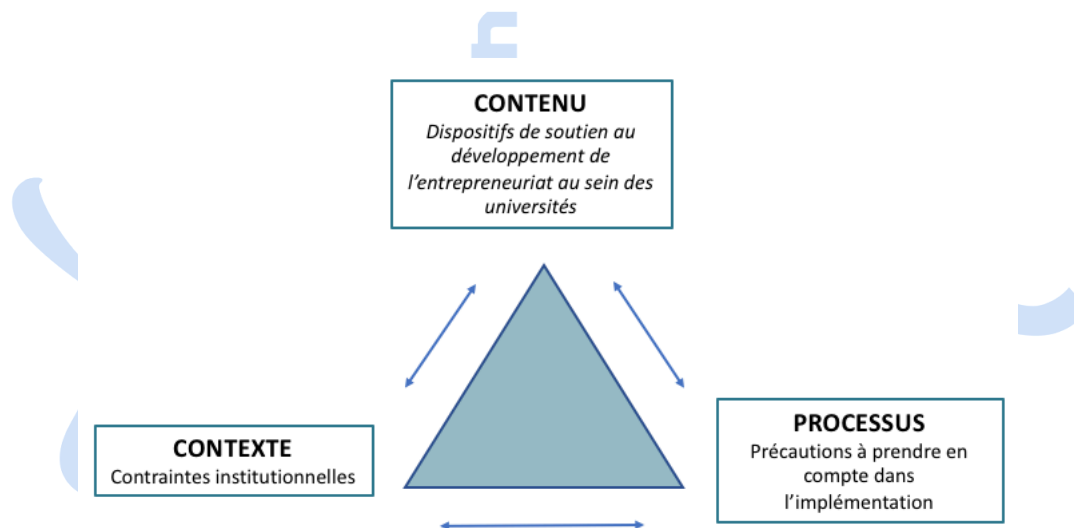 CONTENU
Dispositifs de soutien au
développement de
l'entrepreneuriat au sein des
universités
CONTEXTE
Contraintes institutionnelles
PROCESSUS
Précautions à prendre en
compte dans
l'implémentation